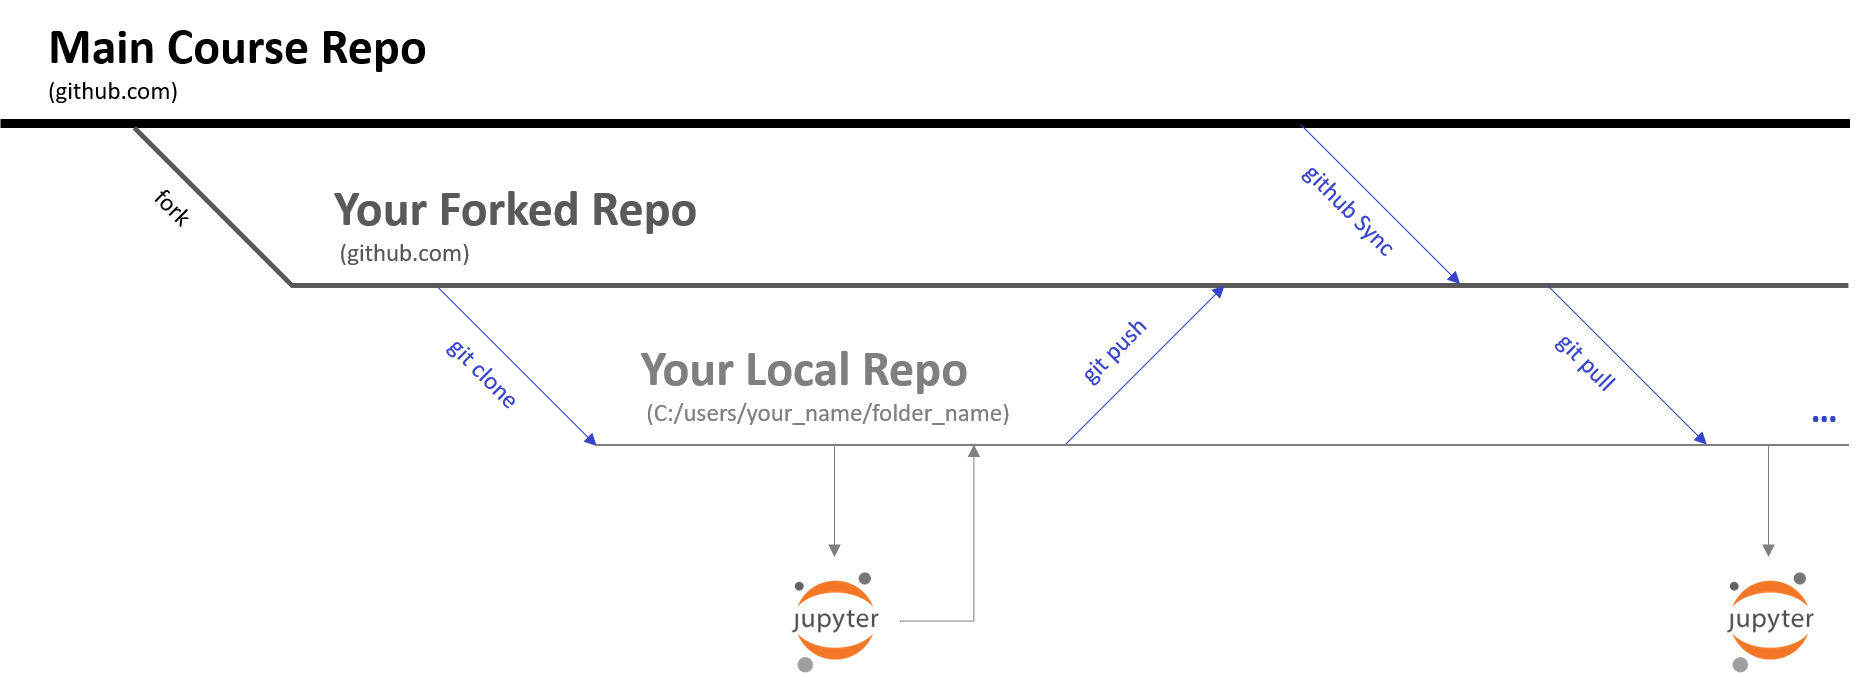 Main Course Repo
(github.com)
fork
Your Forked Repo
(github.com)
github Sync
git clone
Your Local Repo
(C:/users/your_name/folder_name)
git push
git pull
...
jupyter
jupyter